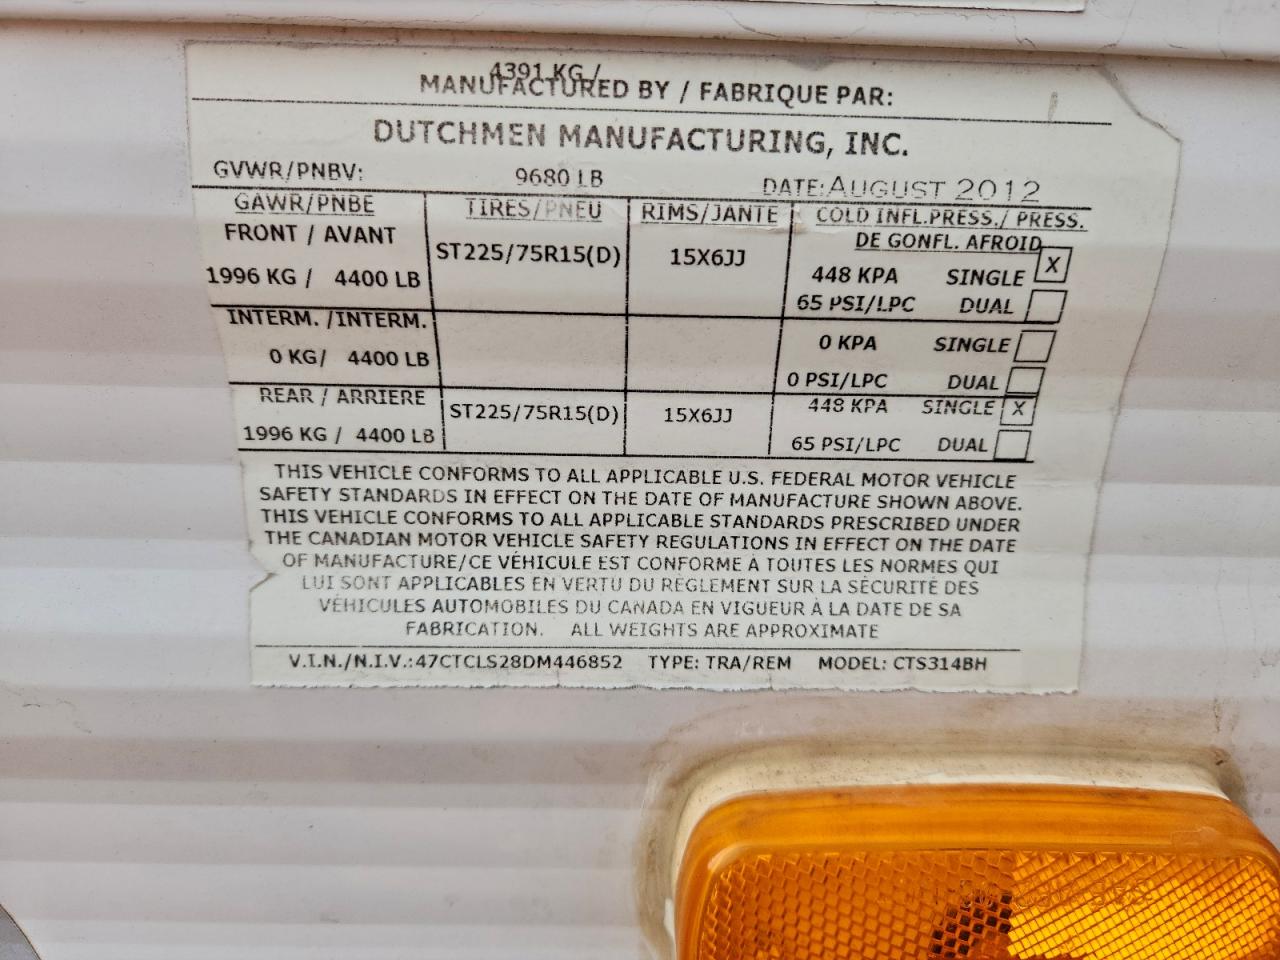 4391 KG /
MANUFACTURED BY / FABRIQUE PAR:
DUTCHMEN MANUFACTURING, INC.
GVWR/PNBV: 9680 LB DATE: AUGUST 2012
GAWR/PNBE TIRES/PNEU RIMS/JANTE COLD INFL.PRESS./ PRESS.
DE GONFL. AFROID
FRONT / AVANT ST225/75R15(D) 15X6JJ
1996 KG / 4400 LB 448 KPA SINGLE X
65 PSI/LPC DUAL
INTERM. /INTERM. 0 KPA SINGLE
0 KG/ 4400 LB 0 PSI/LPC DUAL
REAR / ARRIERE ST225/75R15(D) 15X6JJ 448 KPA SINGLE X
1996 KG / 4400 LB 65 PSI/LPC DUAL
THIS VEHICLE CONFORMS TO ALL APPLICABLE U.S. FEDERAL MOTOR VEHICLE
SAFETY STANDARDS IN EFFECT ON THE DATE OF MANUFACTURE SHOWN ABOVE.
THIS VEHICLE CONFORMS TO ALL APPLICABLE STANDARDS PRESCRIBED UNDER
THE CANADIAN MOTOR VEHICLE SAFETY REGULATIONS IN EFFECT ON THE DATE
OF MANUFACTURE/CE VÉHICULE EST CONFORME À TOUTES LES NORMES QUI
LUI SONT APPLICABLES EN VERTU DU RÈGLEMENT SUR LA SÉCURITÉ DES
VÉHICULES AUTOMOBILES DU CANADA EN VIGUEUR À LA DATE DE SA
FABRICATION. ALL WEIGHTS ARE APPROXIMATE
V.I.N./N.I.V.:47CTCLS28DM446852 TYPE: TRA/REM MODEL: CTS314BH